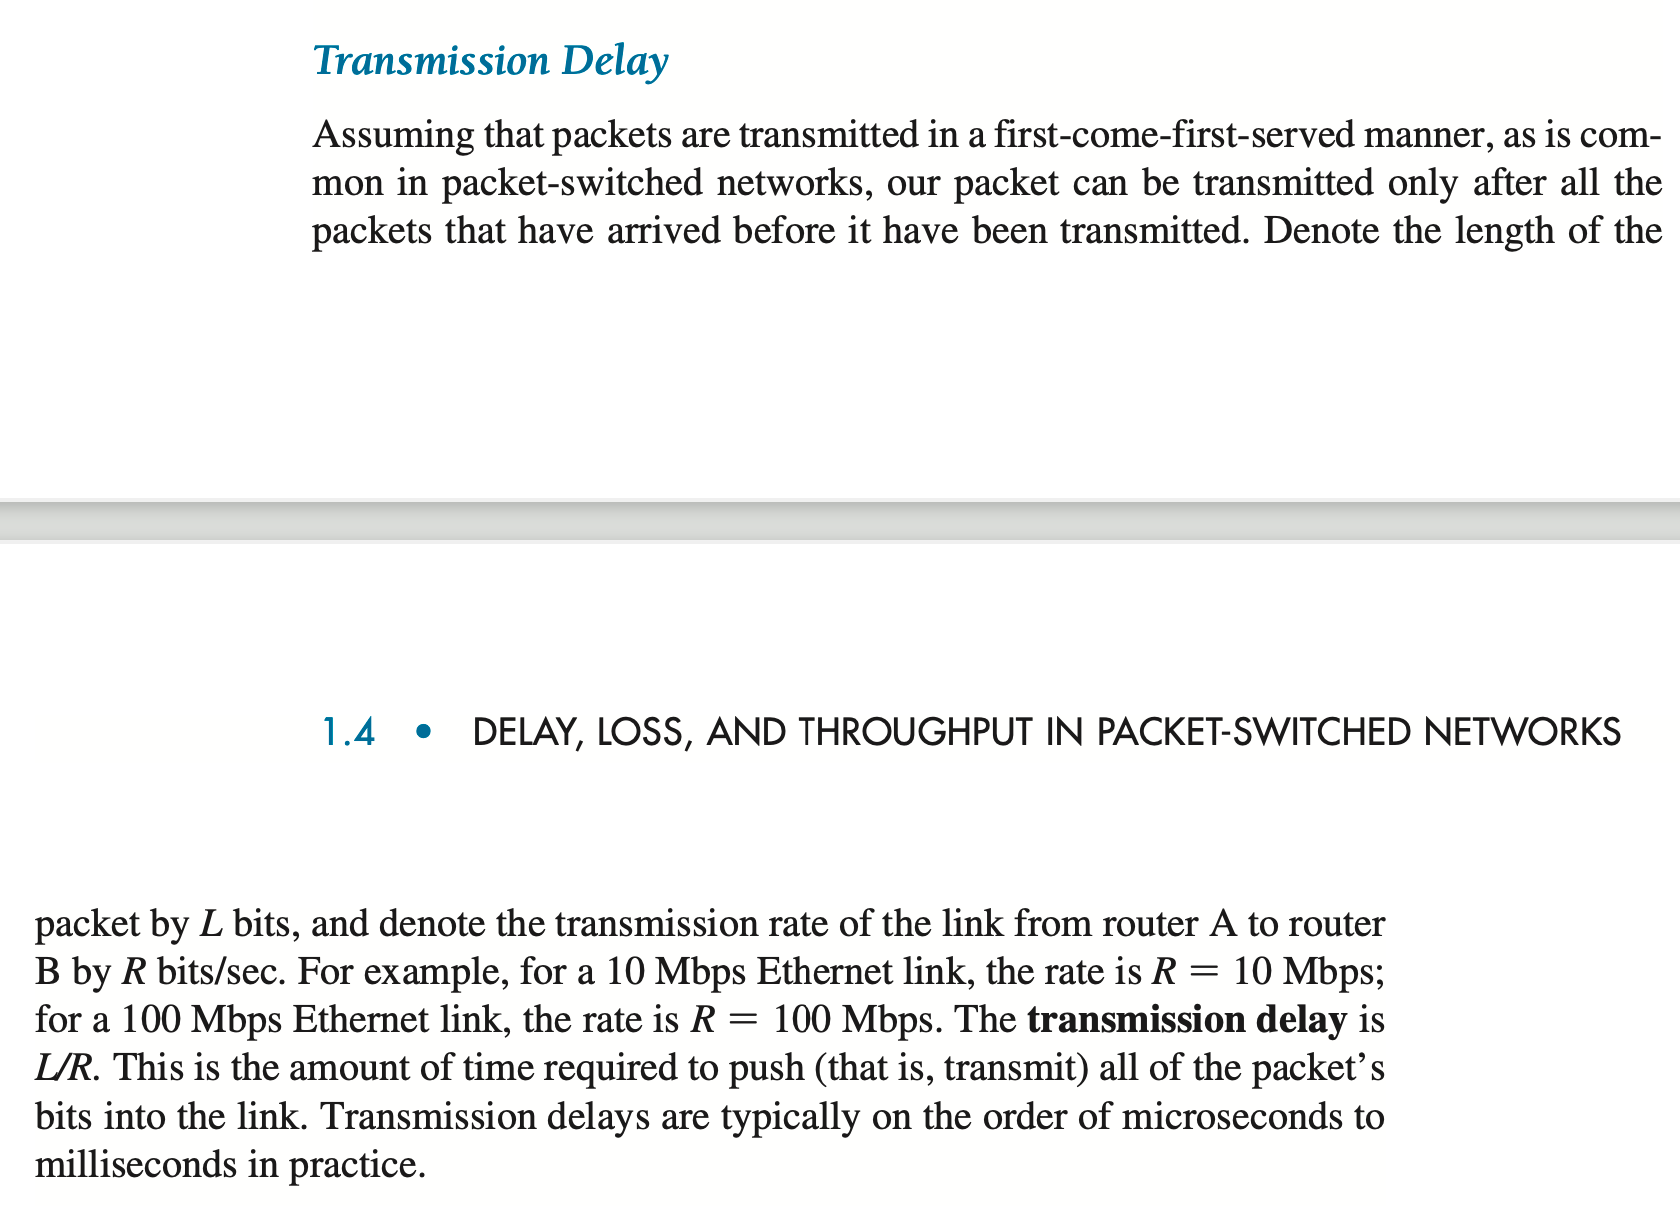 Transmission Delay
Assuming that packets are transmitted in a first-come-first-served manner, as is com-
mon in packet-switched networks, our packet can be transmitted only after all the
packets that have arrived before it have been transmitted. Denote the length of the
1.4 • DELAY, LOSS, AND THROUGHPUT IN PACKET-SWITCHED NETWORKS
packet by L bits, and denote the transmission rate of the link from router A to router
B by R bits/sec. For example, for a 10 Mbps Ethernet link, the rate is R = 10 Mbps;
for a 100 Mbps Ethernet link, the rate is R = 100 Mbps. The transmission delay is
L/R. This is the amount of time required to push (that is, transmit) all of the packet’s
bits into the link. Transmission delays are typically on the order of microseconds to
milliseconds in practice.